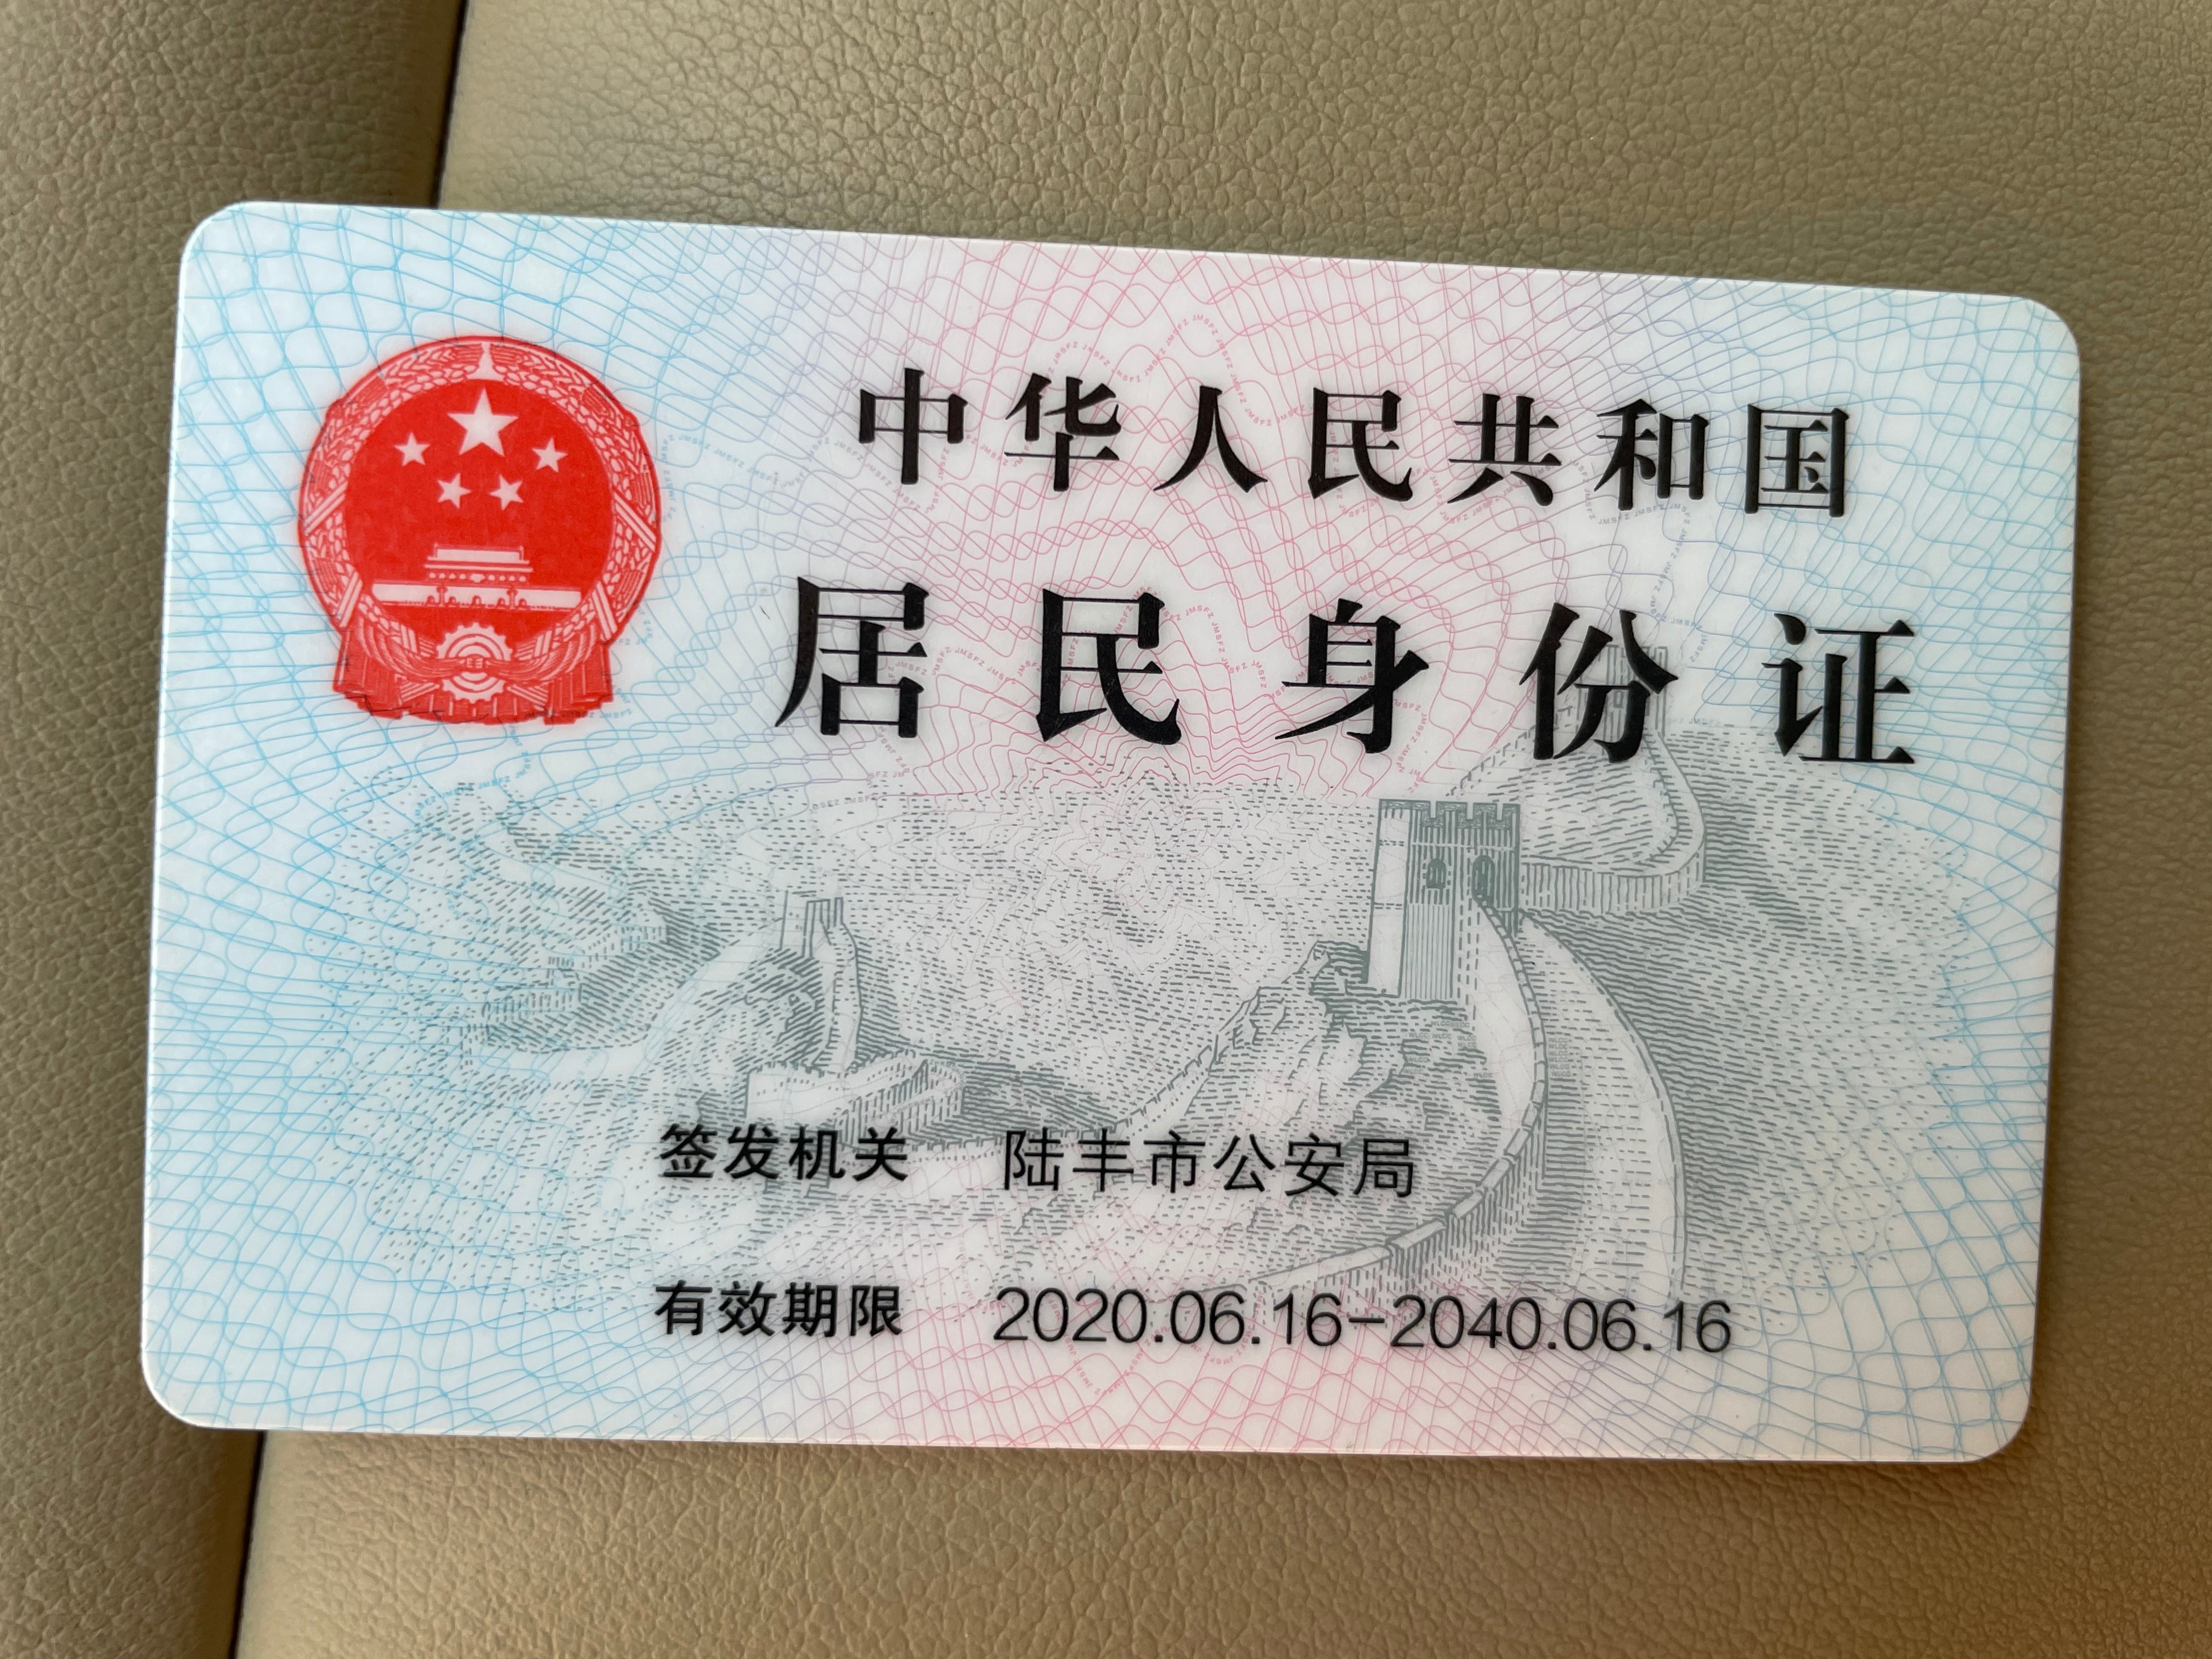 中华人民共和国
居民身份证
签发机关 陆丰市公安局
有效期限 2020.06.16-2040.06.16